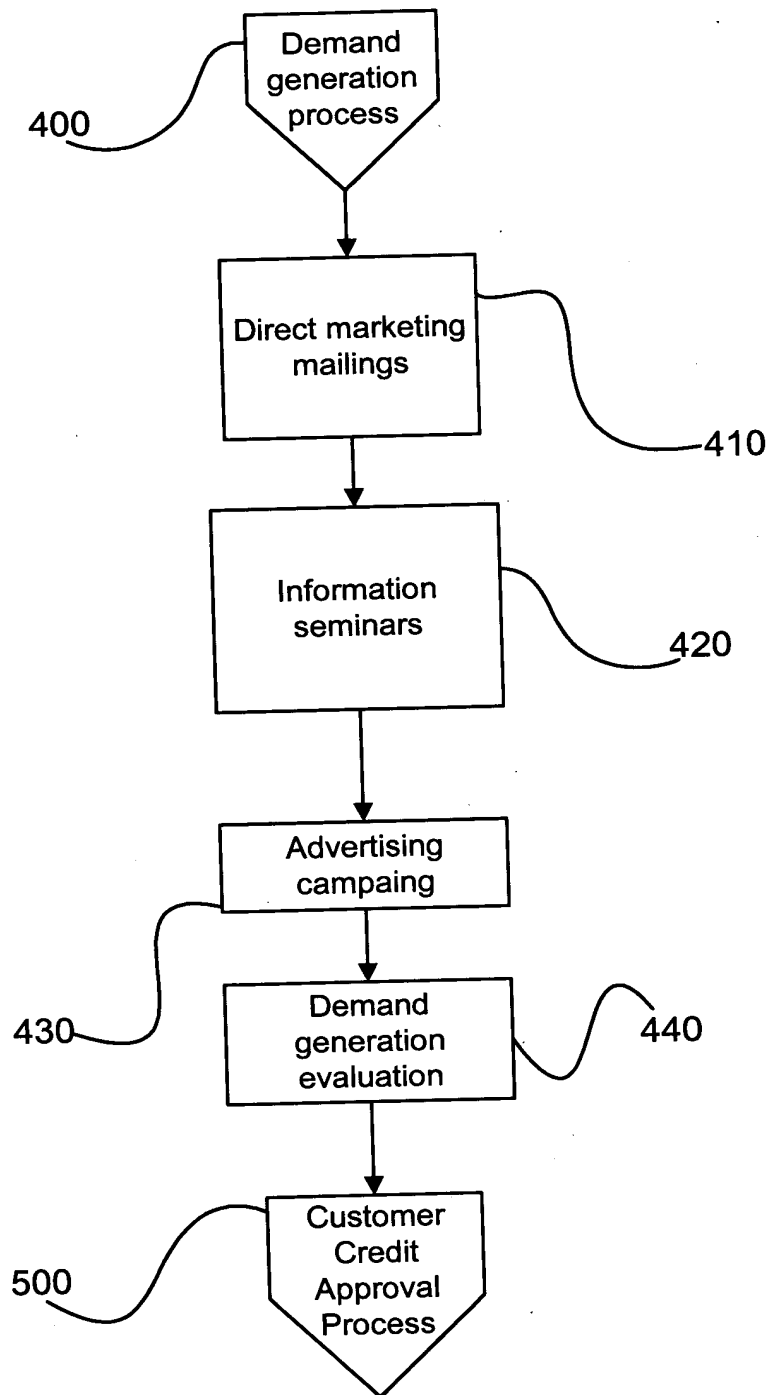 Demand
generation
process
400
Direct marketing
mailings
410
Information
seminars
420
Advertising
campaing
430
Demand
generation
evaluation
440
Customer
Credit
Approval
Process
500